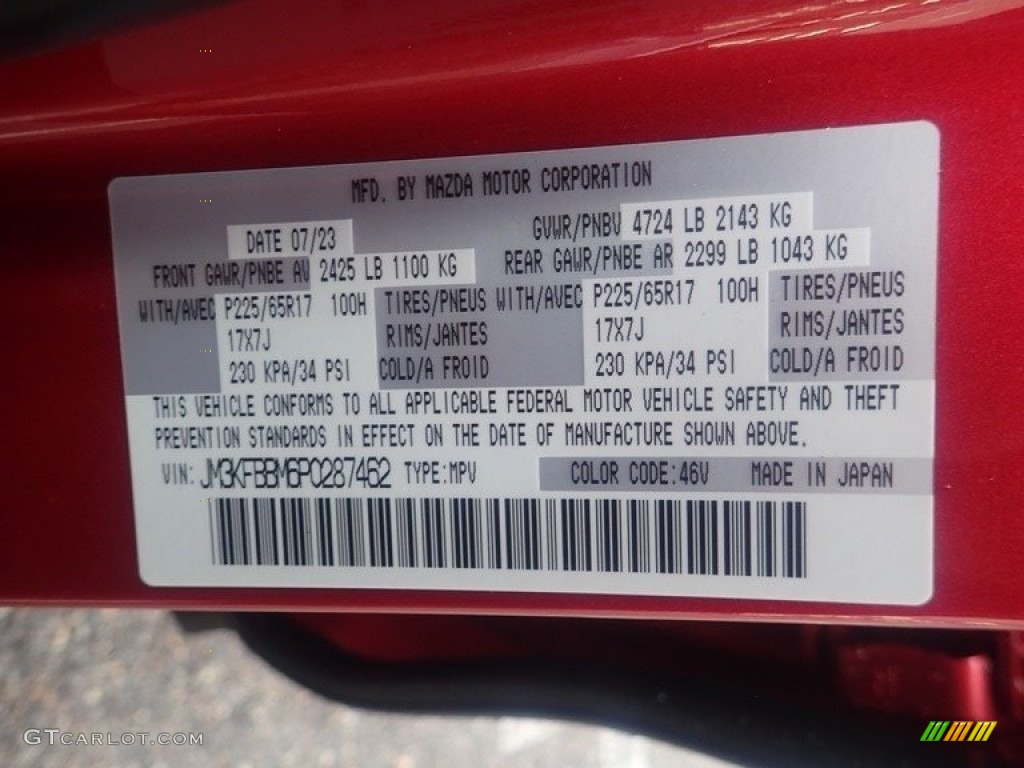 MFD. BY MAZDA MOTOR CORPORATION
DATE 07/23 GVWR/PNBV 4724 LB 2143 KG
FRONT GAWR/PNBE AV 2425 LB 1100 KG REAR GAWR/PNBE AR 2299 LB 1043 KG
WITH/AVEC P225/65R17 100H TIRES/PNEUS WITH/AVEC P225/65R17 100H TIRES/PNEUS
17X7J RIMS/JANTES 17X7J RIMS/JANTES
230 KPA/34 PSI COLD/A FROID 230 KPA/34 PSI COLD/A FROID
THIS VEHICLE CONFORMS TO ALL APPLICABLE FEDERAL MOTOR VEHICLE SAFETY AND THEFT
PREVENTION STANDARDS IN EFFECT ON THE DATE OF MANUFACTURE SHOWN ABOVE.
VIN: JM3KFBBM6P0287462 TYPE:MPV COLOR CODE:46V MADE IN JAPAN
GTCARLOT.COM